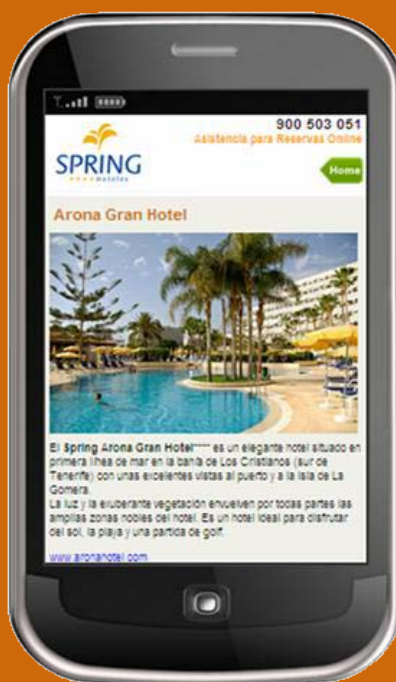 900 503 051
Asistencia para Reservas Online
SPRING
hoteles
Home
Arona Gran Hotel
El Spring Arona Gran Hotel**** es un elegante hotel situado en
primera línea de mar en la bahía de Los Cristianos (sur de
Tenerife) con unas excelentes vistas al puerto y a la isla de La
Gomera.
La luz y la exuberante vegetación envuelven por todas partes las
amplias zonas nobles del hotel. Es un hotel ideal para disfrutar
del sol, la playa y una partida de golf.
www.aronahotel.com